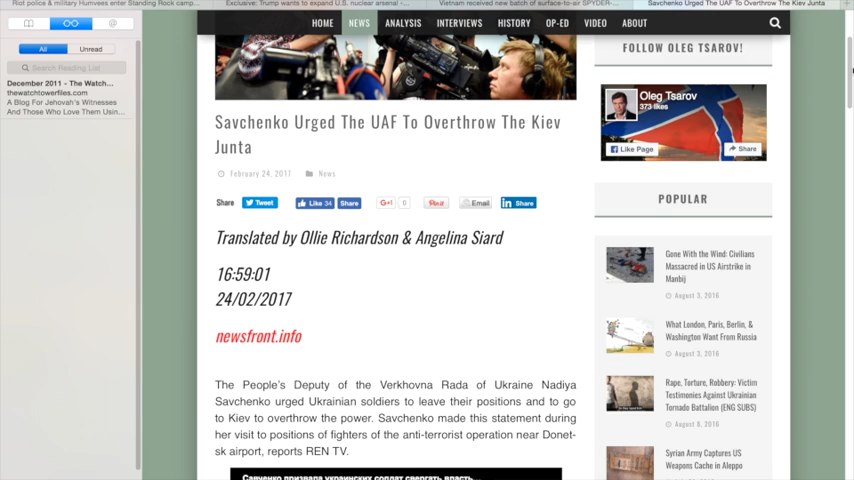 Riot police & military Humvees enter Standing Rock camp...
Exclusive: Trump wants to expand U.S. nuclear arsenal -...
Vietnam received new batch of surface-to-air SPYDER-...
Savchenko Urged The UAF To Overthrow The Kiev Junta
HOME
NEWS
ANALYSIS
INTERVIEWS
HISTORY
OP-ED
VIDEO
ABOUT
All
Unread
Search Reading List
December 2011 - The Watch...
thewatchtowerfiles.com
A Blog For Jehovah's Witnesses
And Those Who Love Them Usin...
Savchenko Urged The UAF To Overthrow The Kiev
Junta
February 24, 2017
News
Share
Tweet
Like 34
Share
G+1
0
Pin it
Email
Share
Translated by Ollie Richardson & Angelina Siard
16:59:01
24/02/2017
newsfront.info
The People's Deputy of the Verkhovna Rada of Ukraine Nadiya
Savchenko urged Ukrainian soldiers to leave their positions and to go
to Kiev to overthrow the power. Savchenko made this statement during
her visit to positions of fighters of the anti-terrorist operation near Donet-
sk airport, reports REN TV.
Савченко призвала украинских солдат свергать власть...
FOLLOW OLEG TSAROV!
Oleg Tsarov
373 likes
Like Page
Share
POPULAR
Gone With the Wind: Civilians
Massacred in US Airstrike in
Manbij
August 3, 2016
What London, Paris, Berlin, &
Washington Want From Russia
August 3, 2016
Rape, Torture, Robbery: Victim
Testimonies Against Ukrainian
Tornado Battalion (ENG SUBS)
August 8, 2016
Syrian Army Captures US
Weapons Cache in Aleppo